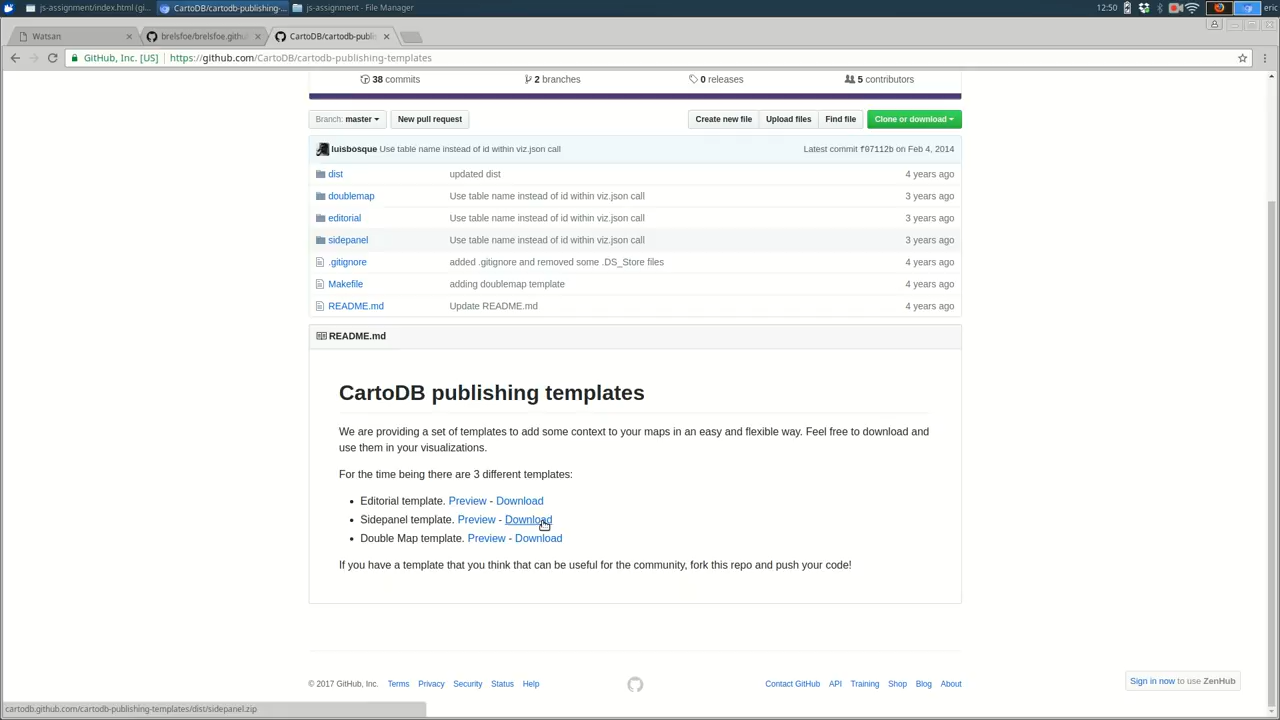 js-assignment/index.html (gi...
CartoDB/cartodb-publishing-...
js-assignment - File Manager
12:50
eric
Watsan
brelsfoe/brelsfoe.github
CartoDB/cartodb-publis
GitHub, Inc. [US]
https://github.com/CartoDB/cartodb-publishing-templates
38 commits
2 branches
0 releases
5 contributors
Branch: master
New pull request
Create new file
Upload files
Find file
Clone or download
luisbosque Use table name instead of id within viz.json call
Latest commit f07112b on Feb 4, 2014
dist
updated dist
4 years ago
doublemap
Use table name instead of id within viz.json call
3 years ago
editorial
Use table name instead of id within viz.json call
3 years ago
sidepanel
Use table name instead of id within viz.json call
3 years ago
.gitignore
added .gitignore and removed some .DS_Store files
4 years ago
Makefile
adding doublemap template
4 years ago
README.md
Update README.md
4 years ago
README.md
CartoDB publishing templates
We are providing a set of templates to add some context to your maps in an easy and flexible way. Feel free to download and
use them in your visualizations.
For the time being there are 3 different templates:
• Editorial template. Preview - Download
• Sidepanel template. Preview - Download
• Double Map template. Preview - Download
If you have a template that you think that can be useful for the community, fork this repo and push your code!
© 2017 GitHub, Inc.
Terms
Privacy
Security
Status
Help
Contact GitHub
API
Training
Shop
Blog
About
Sign in now to use ZenHub
cartodb.github.com/cartodb-publishing-templates/dist/sidepanel.zip